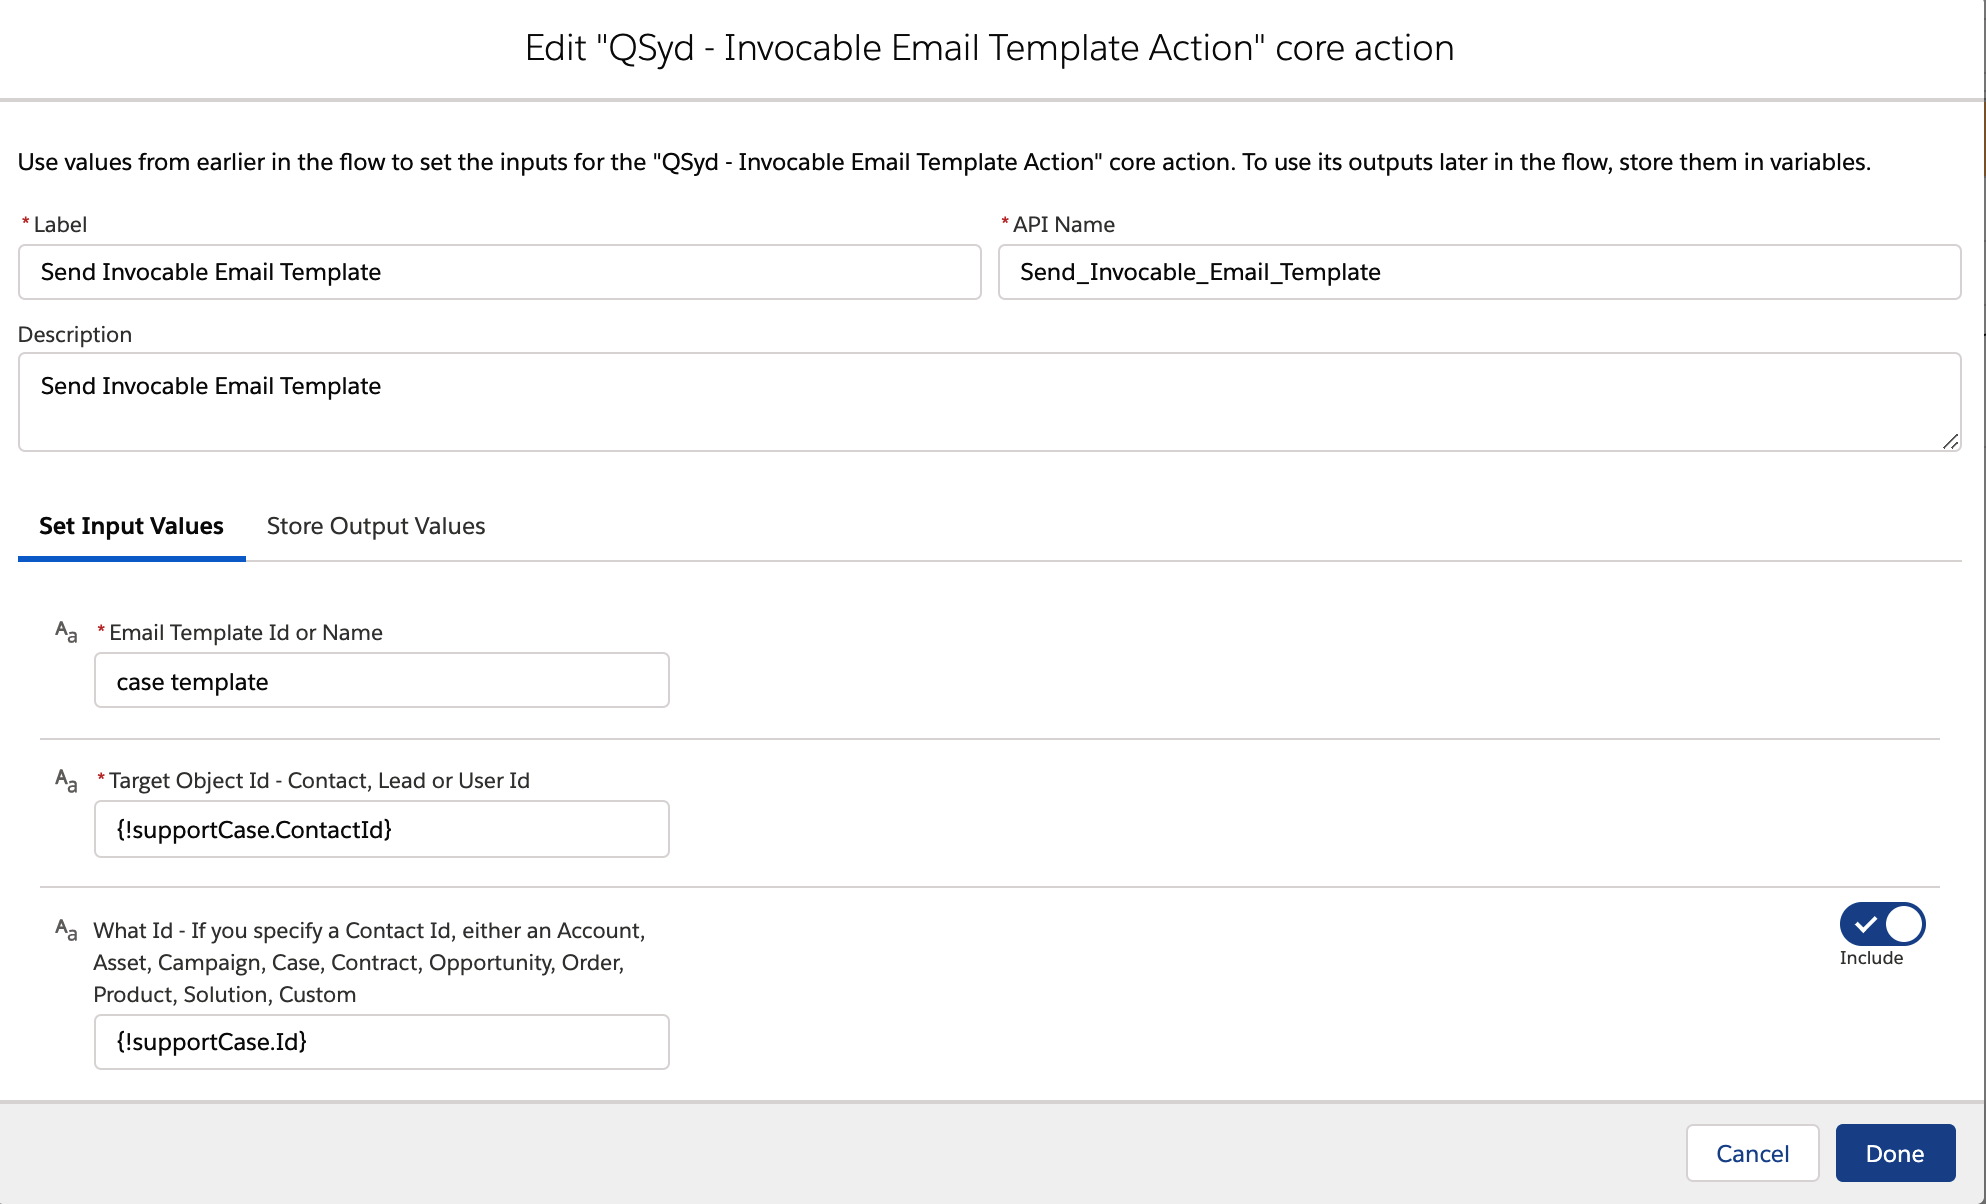 Edit "QSyd - Invocable Email Template Action" core action
Use values from earlier in the flow to set the inputs for the "QSyd - Invocable Email Template Action" core action. To use its outputs later in the flow, store them in variables.
* Label
* API Name
Send Invocable Email Template
Send_Invocable_Email_Template
Description
Send Invocable Email Template
Set Input Values
Store Output Values
Aa * Email Template Id or Name
case template
Aa * Target Object Id - Contact, Lead or User Id
{!supportCase.ContactId}
Aa What Id - If you specify a Contact Id, either an Account,
Asset, Campaign, Case, Contract, Opportunity, Order,
Product, Solution, Custom
Include
{!supportCase.Id}
Cancel
Done